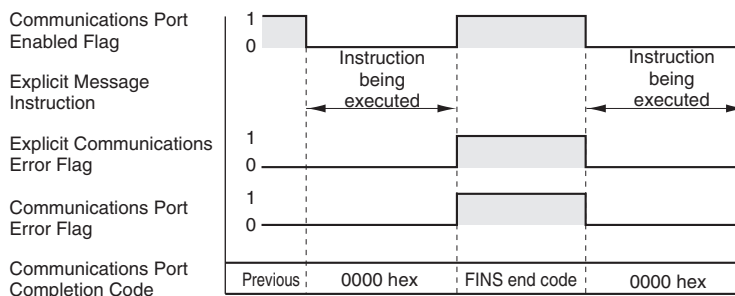 Communications Port
Enabled Flag
1
0
Instruction
being
executed
Instruction
being
executed
Explicit Message
Instruction
Explicit Communications
Error Flag
1
0
Communications Port
Error Flag
1
0
Communications Port
Completion Code
Previous
0000 hex
FINS end code
0000 hex